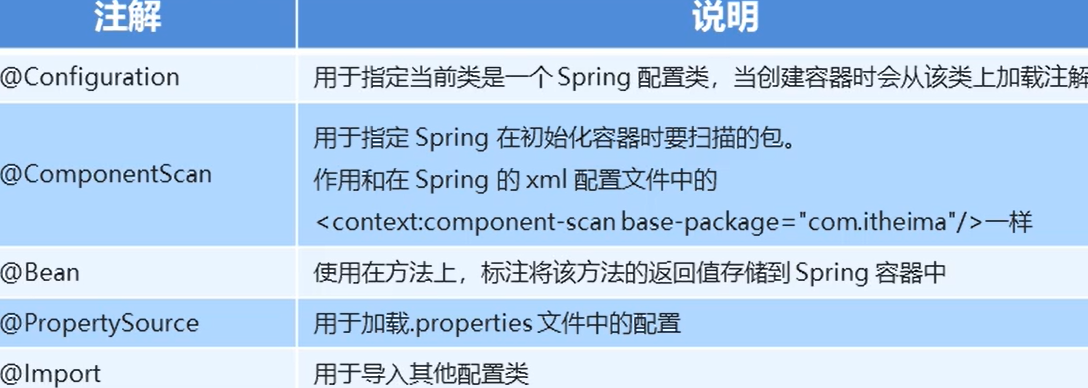 注解 说明
@Configuration 用于指定当前类是一个 Spring 配置类，当创建容器时会从该类上加载注解
@ComponentScan 用于指定 Spring 在初始化容器时要扫描的包。
作用和在 Spring 的 xml 配置文件中的
<context:component-scan base-package="com.itheima"/>一样
@Bean 使用在方法上，标注将该方法的返回值存储到 Spring 容器中
@PropertySource 用于加载.properties 文件中的配置
@Import 用于导入其他配置类